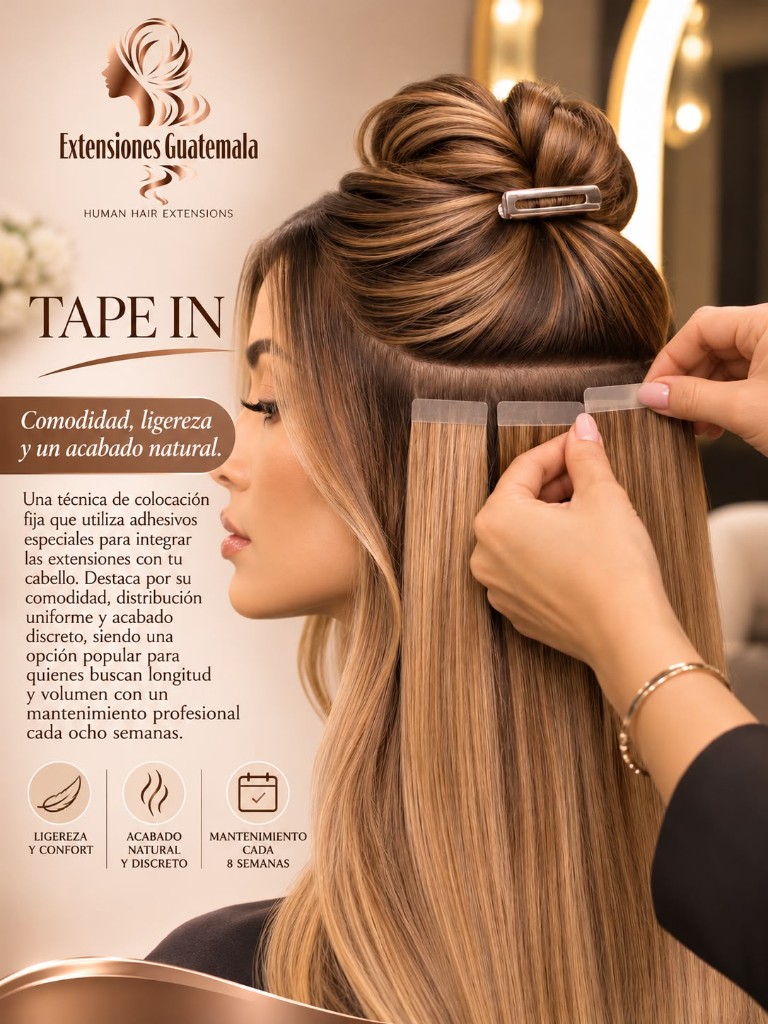 Extensiones Guatemala
HUMAN HAIR EXTENSIONS
TAPE IN
Comodidad, ligereza
y un acabado natural.
Una técnica de colocación
fija que utiliza adhesivos
especiales para integrar
las extensiones con tu
cabello. Destaca por su
comodidad, distribución
uniforme y acabado
discreto, siendo una
opción popular para
quienes buscan longitud
y volumen con un
mantenimiento profesional
cada ocho semanas.
LIGEREZA
Y CONFORT
ACABADO
NATURAL
Y DISCRETO
MANTENIMIENTO
CADA
8 SEMANAS